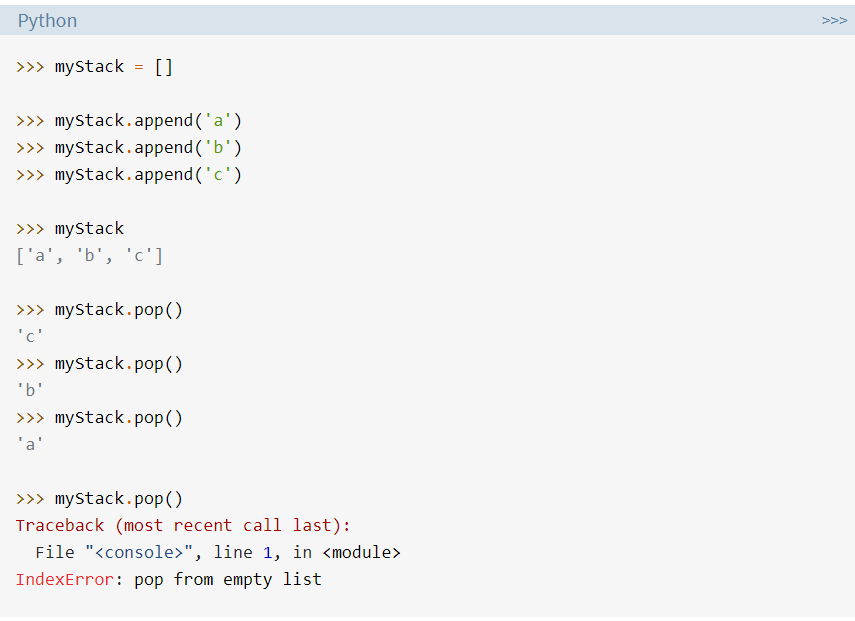 Python >>>
>>> myStack = []
>>> myStack.append('a')
>>> myStack.append('b')
>>> myStack.append('c')
>>> myStack
['a', 'b', 'c']
>>> myStack.pop()
'c'
>>> myStack.pop()
'b'
>>> myStack.pop()
'a'
>>> myStack.pop()
Traceback (most recent call last):
  File "<console>", line 1, in <module>
IndexError: pop from empty list